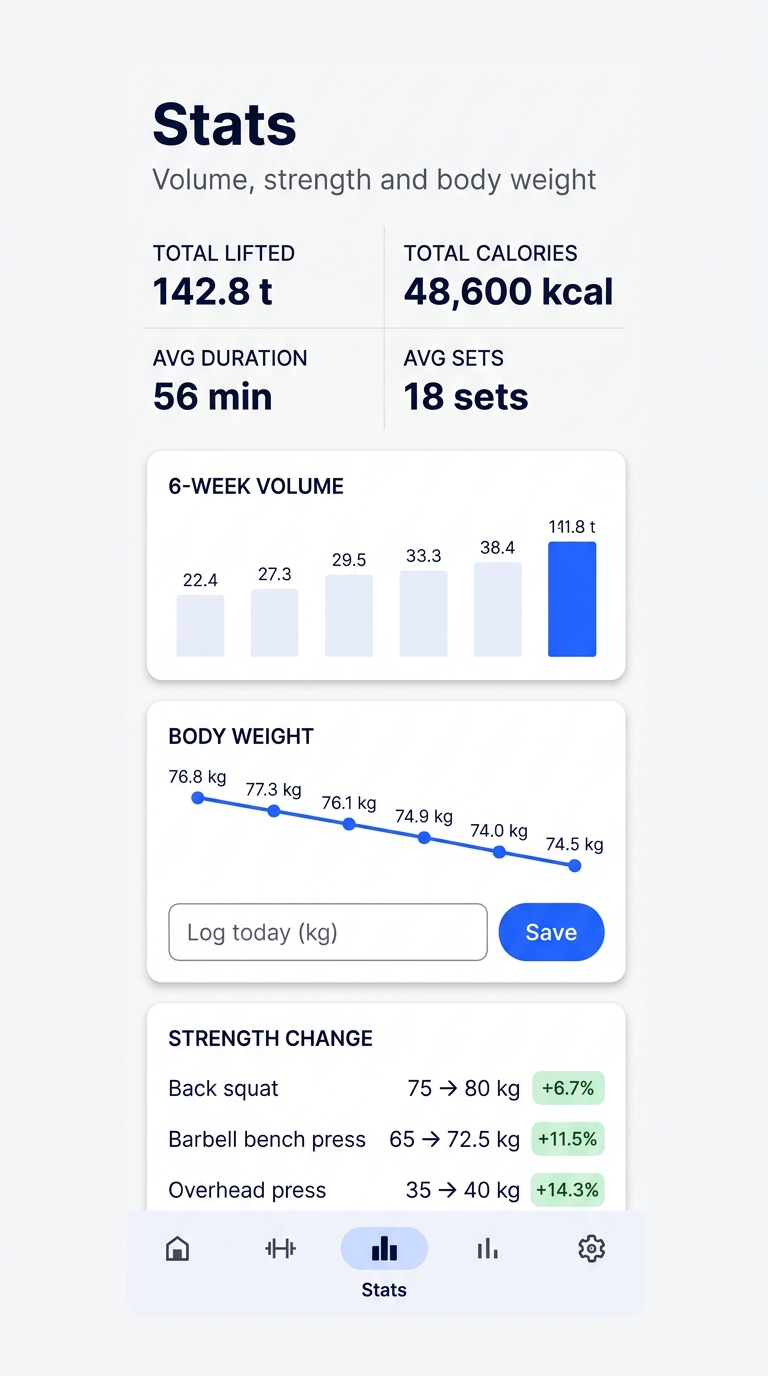 Stats
Volume, strength and body weight
TOTAL LIFTED
142.8 t
TOTAL CALORIES
48,600 kcal
AVG DURATION
56 min
AVG SETS
18 sets
6-WEEK VOLUME
22.4
27.3
29.5
33.3
38.4
BODY WEIGHT
76.8 kg
77.3 kg
76.1 kg
74.9 kg
74.0 kg
74.5 kg
Log today (kg)
Save
STRENGTH CHANGE
Back squat 75 → 80 kg +6.7%
Barbell bench press 65 → 72.5 kg +11.5%
Overhead press 35 → 40 kg +14.3%
Stats